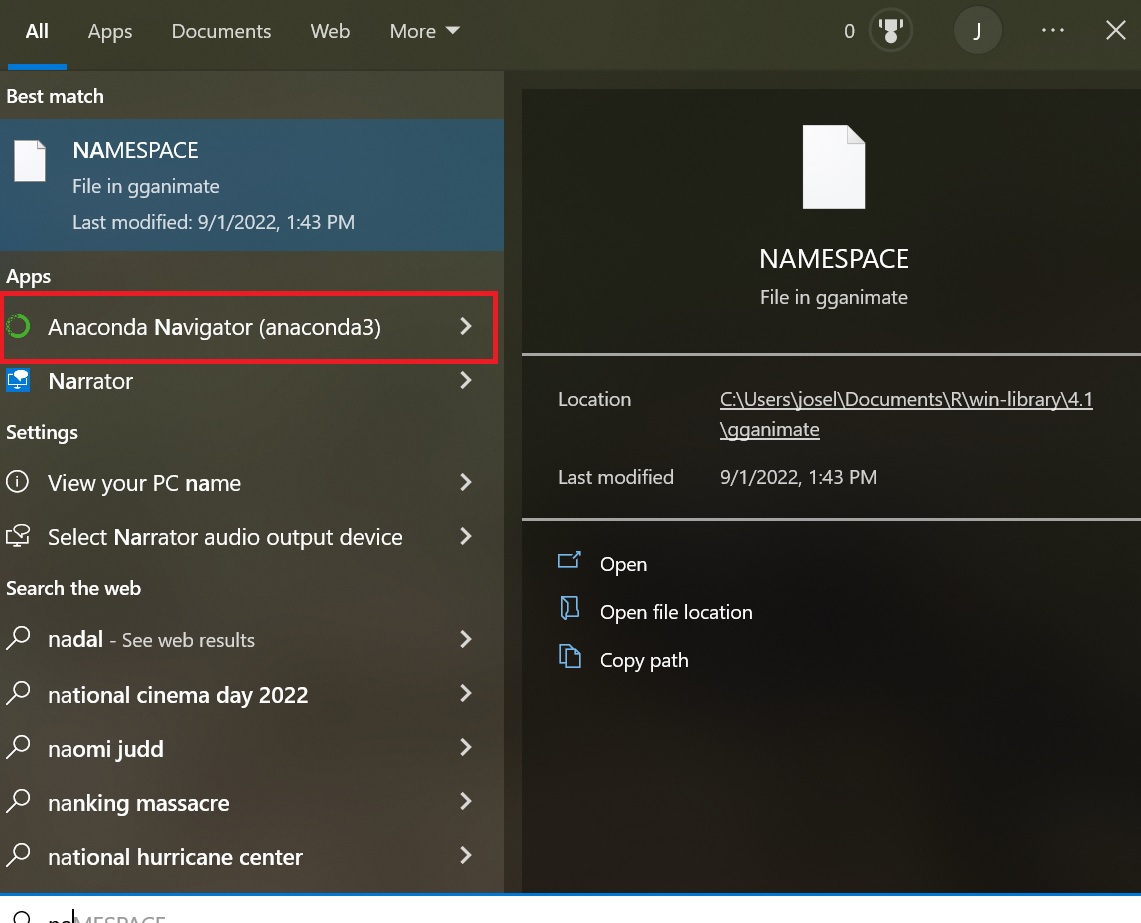 All Apps Documents Web More 0 J ...
Best match
NAMESPACE
File in gganimate
Last modified: 9/1/2022, 1:43 PM
Apps
Anaconda Navigator (anaconda3)
Narrator
Settings
View your PC name
Select Narrator audio output device
Search the web
nadal - See web results
national cinema day 2022
naomi judd
nanking massacre
national hurricane center
naMESPACE
NAMESPACE
File in gganimate
Location C:\Users\josel\Documents\R\win-library\4.1
\gganimate
Last modified 9/1/2022, 1:43 PM
Open
Open file location
Copy path